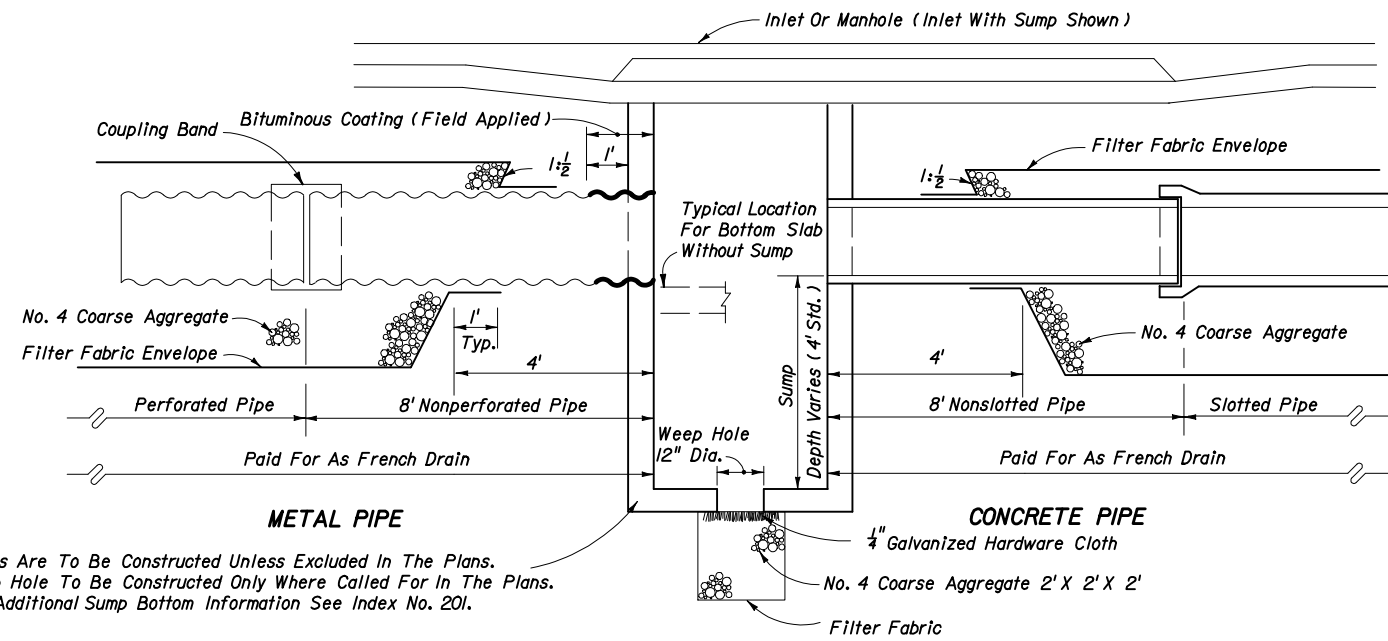 Inlet Or Manhole (Inlet With Sump Shown)
Bituminous Coating (Field Applied)
Coupling Band
1'
1:1/2
Filter Fabric Envelope
1:1/2
Typical Location
For Bottom Slab
Without Sump
No. 4 Coarse Aggregate
Filter Fabric Envelope
1'
Typ.
4'
Sump
Depth Varies (4' Std.)
4'
No. 4 Coarse Aggregate
Perforated Pipe
8' Nonperforated Pipe
8' Nonslotted Pipe
Slotted Pipe
Weep Hole
12" Dia.
Paid For As French Drain
Paid For As French Drain
METAL PIPE
CONCRETE PIPE
1/4" Galvanized Hardware Cloth
s Are To Be Constructed Unless Excluded In The Plans.
Hole To Be Constructed Only Where Called For In The Plans.
Additional Sump Bottom Information See Index No. 201.
No. 4 Coarse Aggregate 2' X 2' X 2'
Filter Fabric